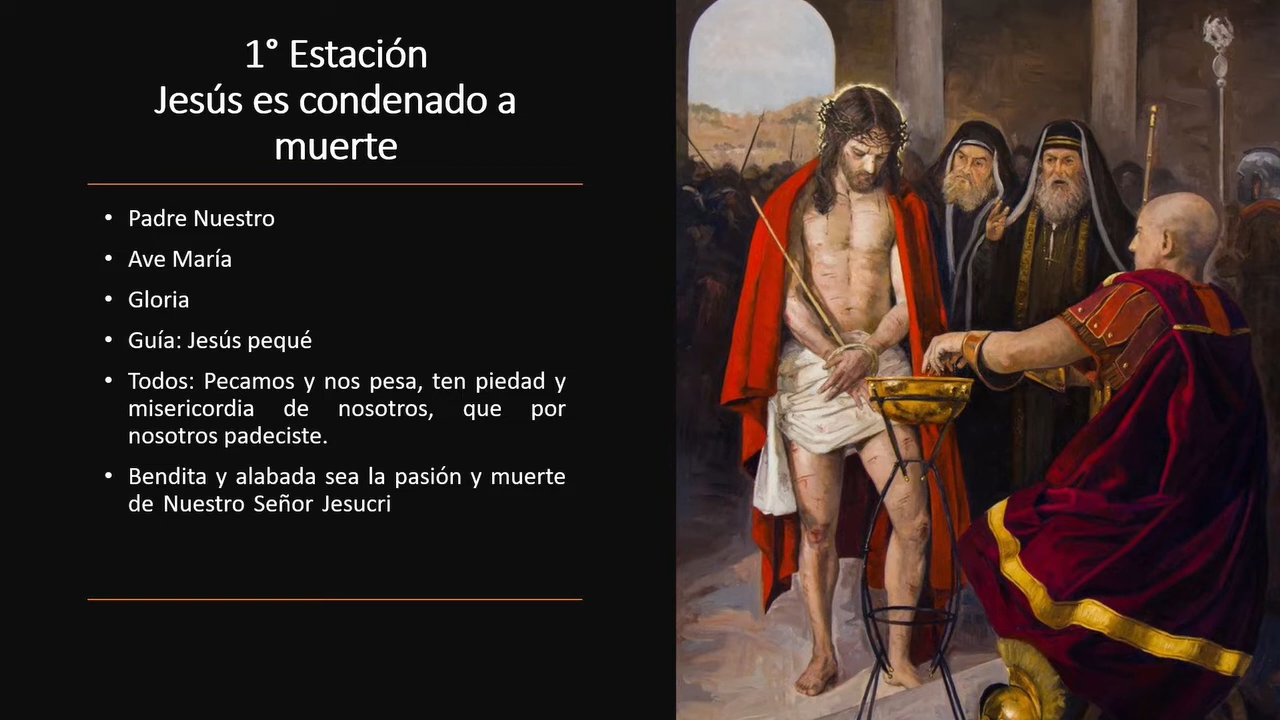 1° Estación
Jesús es condenado a
muerte
• Padre Nuestro
• Ave María
• Gloria
• Guía: Jesús pequé
• Todos: Pecamos y nos pesa, ten piedad y
misericordia de nosotros, que por
nosotros padeciste.
• Bendita y alabada sea la pasión y muerte
de Nuestro Señor Jesucri